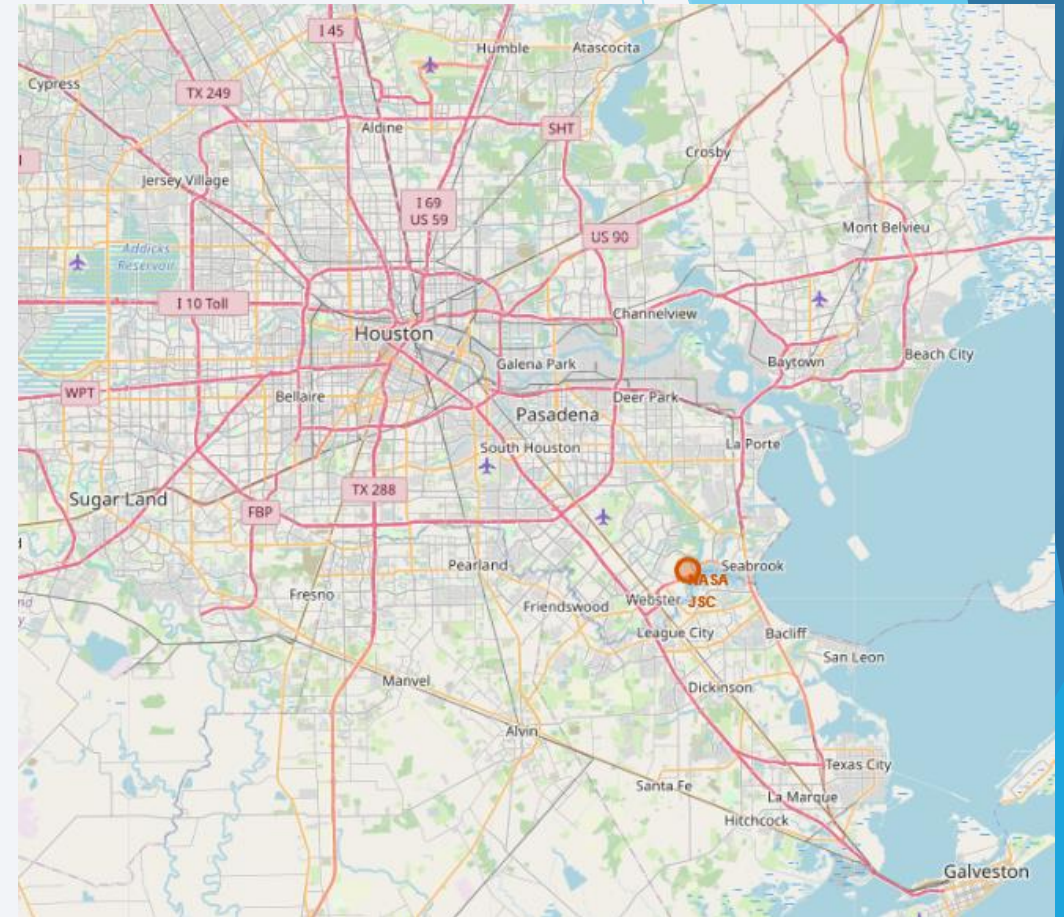 I 45
Humble
Atascocita
Cypress
TX 249
Aldine
SHT
Crosby
Jersey Village
I 69
US 59
US 90
Mont Belvieu
Addicks
Reservoir
I 10 Toll
Channelview
Houston
Galena Park
Baytown
Beach City
WPT
Bellaire
Deer Park
Pasadena
La Porte
South Houston
Sugar Land
TX 288
FBP
Pearland
Seabrook
NASA
JSC
Fresno
Friendswood
Webster
League City
Bacliff
San Leon
Manvel
Dickinson
Alvin
Texas City
Santa Fe
La Marque
Hitchcock
Galveston